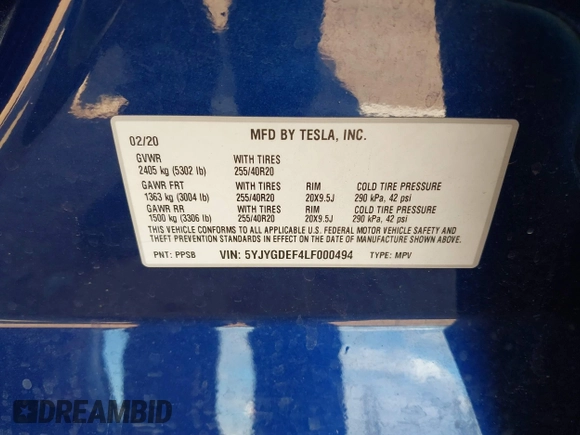 02/20 MFD BY TESLA, INC.
GVWR WITH TIRES
2405 kg (5302 lb) 255/40R20
GAWR FRT WITH TIRES RIM COLD TIRE PRESSURE
1363 kg (3004 lb) 255/40R20 20X9.5J 290 kPa, 42 psi
GAWR RR WITH TIRES RIM COLD TIRE PRESSURE
1500 kg (3306 lb) 255/40R20 20X9.5J 290 kPa, 42 psi
THIS VEHICLE CONFORMS TO ALL APPLICABLE U.S. FEDERAL MOTOR VEHICLE SAFETY AND
THEFT PREVENTION STANDARDS IN EFFECT ON THE DATE OF MANUFACTURE SHOWN ABOVE.
PNT: PPSB VIN: 5YJYGDEF4LF000494 TYPE: MPV
DREAMBID